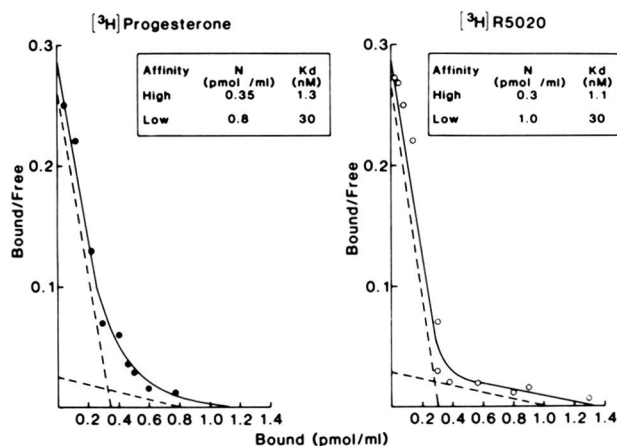 [³H]Progesterone
[³H]R5020
Affinity N Kd
(pmol /ml) (nM)
High 0.35 1.3
Low 0.8 30
Affinity N Kd
(pmol /ml) (nM)
High 0.3 1.1
Low 1.0 30
Bound/Free
0.3
0.2
0.1
0.2 0.4 0.6 0.8 1.0 1.2 1.4
Bound/Free
0.3
0.2
0.1
0.2 0.4 0.6 0.8 1.0 1.2 1.4
Bound (pmol/ml)